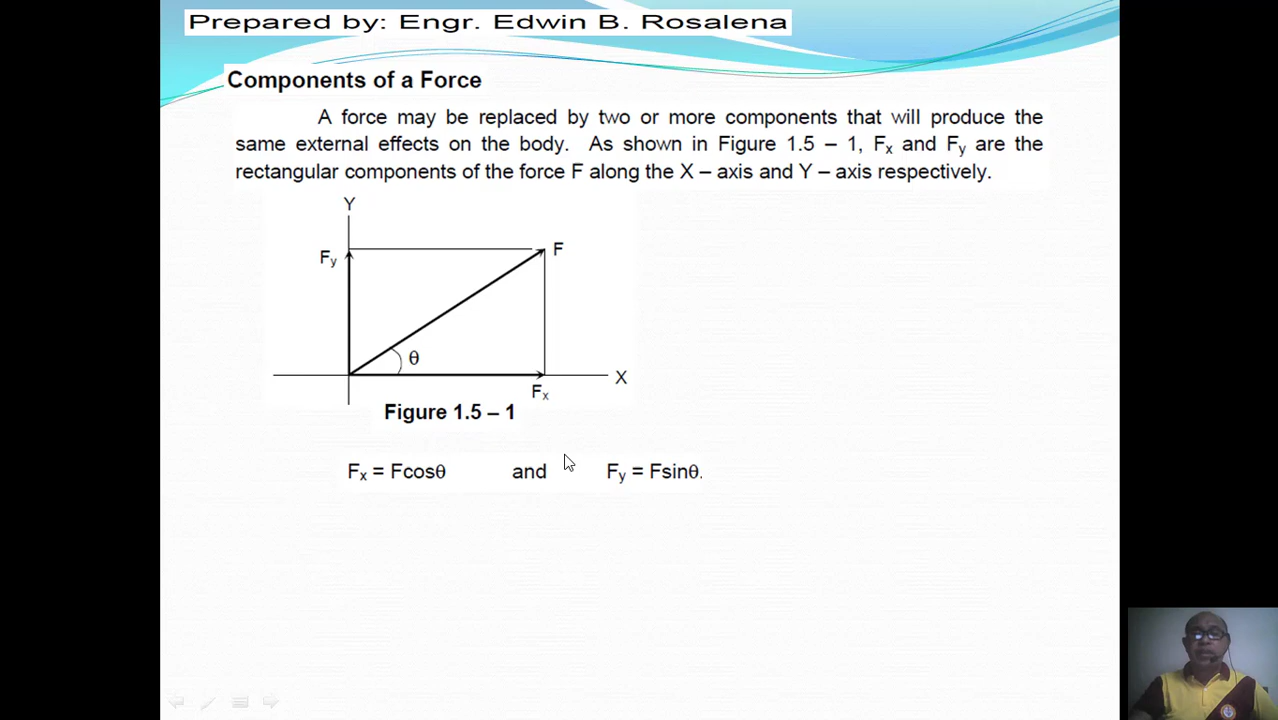 Prepared by: Engr. Edwin B. Rosalena
Components of a Force
A force may be replaced by two or more components that will produce the
same external effects on the body. As shown in Figure 1.5 – 1, Fx and Fy are the
rectangular components of the force F along the X – axis and Y – axis respectively.
Y
Fy
F
θ
X
Fx
Figure 1.5 – 1
Fx = Fcosθ and Fy = Fsinθ.